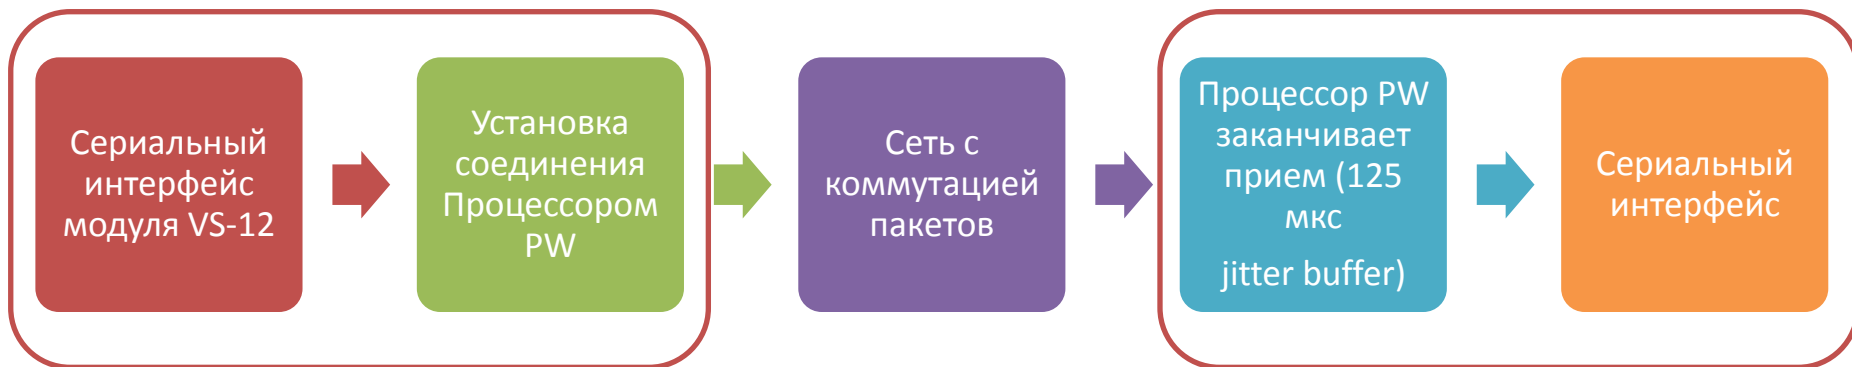 Сериальный
интерфейс
модуля VS-12
Установка
соединения
Процессором
PW
Сеть с
коммутацией
пакетов
Процессор PW
заканчивает
прием (125
мкс
jitter buffer)
Сериальный
интерфейс